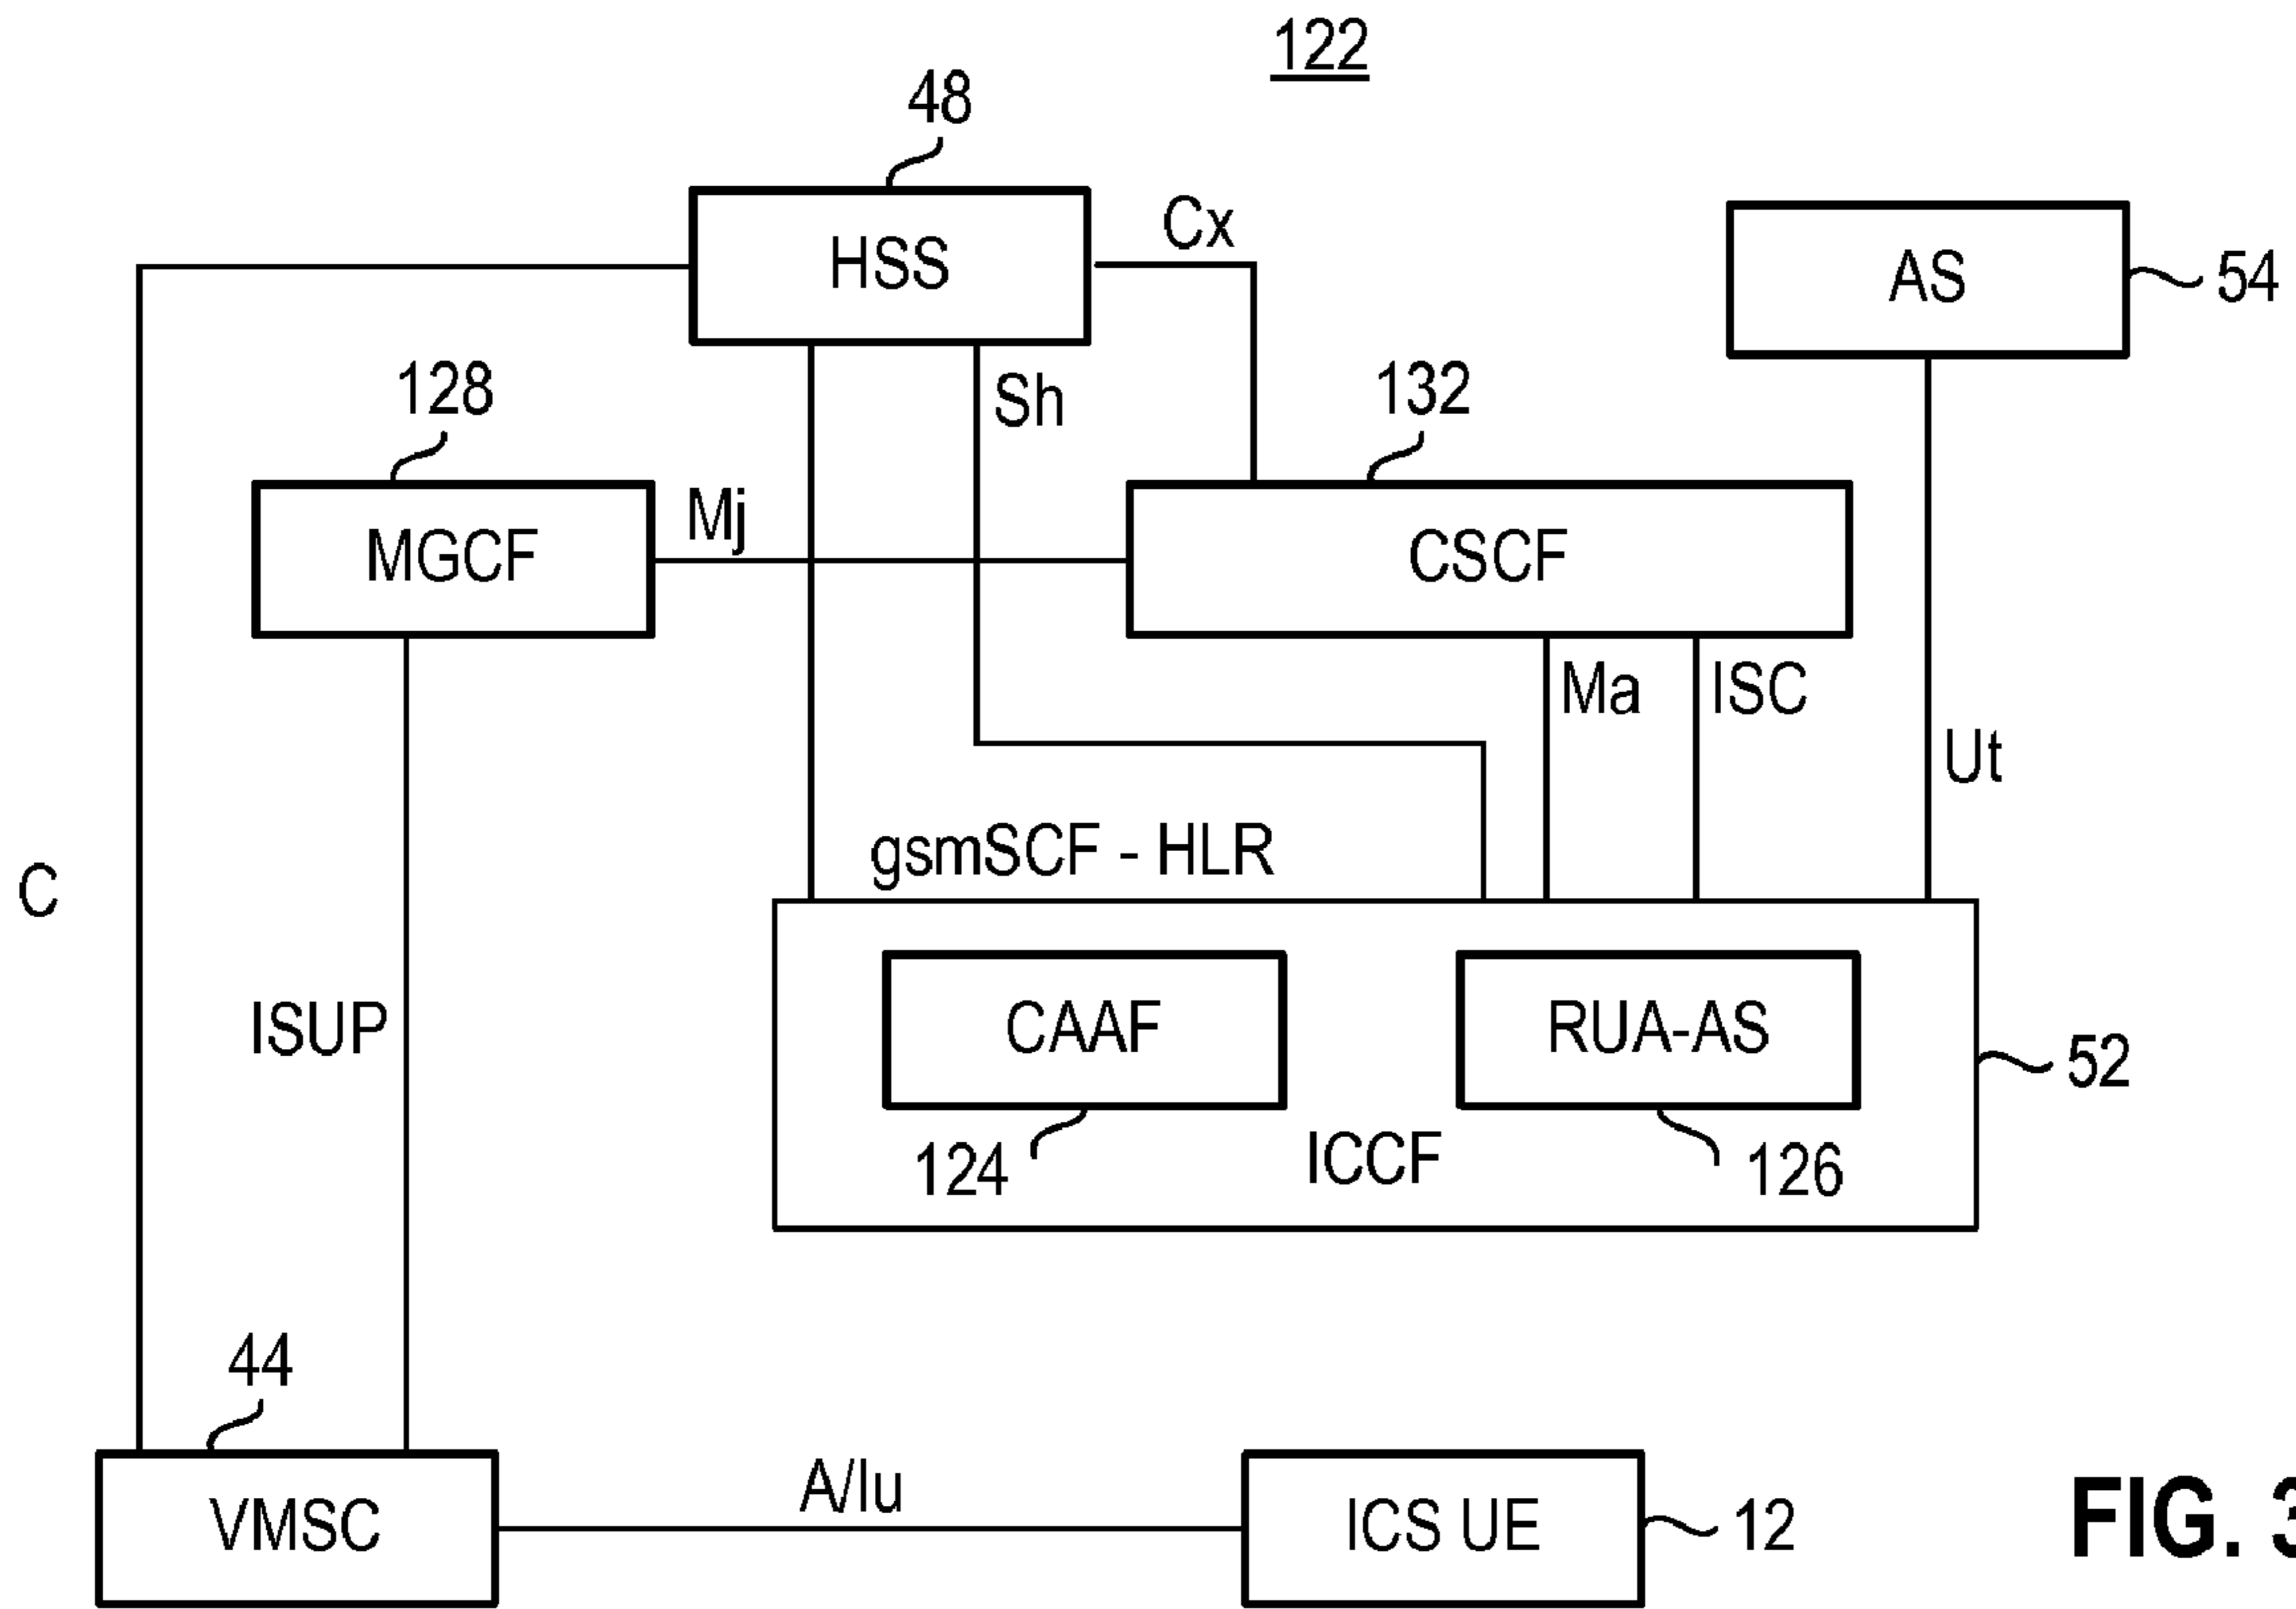 122
48
HSS
Cx
AS
54
128
Sh
132
MGCF
Mj
CSCF
Ma
ISC
Ut
gsmSCF - HLR
C
ISUP
CAAF
RUA-AS
52
124
ICCF
126
44
VMSC
A/Iu
ICS UE
12
FIG. 3